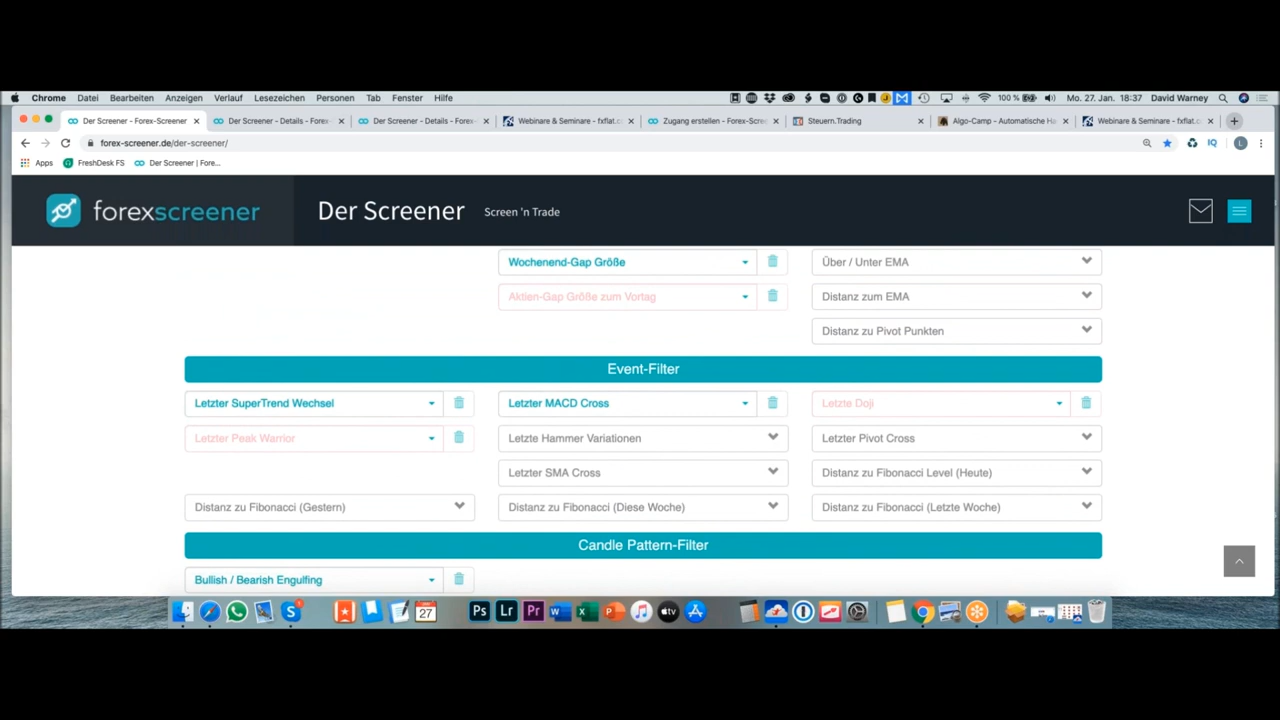 Chrome Datei Bearbeiten Anzeigen Verlauf Lesezeichen Personen Tab Fenster Hilfe 100 % Mo. 27. Jan. 18:37 David Warney
Der Screener - Forex-Screener Der Screener - Details - Forex- Der Screener - Details - Forex- Webinare & Seminare - fxflat.c Zugang erstellen - Forex-Scre Steuern.Trading Algo-Camp - Automatische Ha Webinare & Seminare - fxflat.c
forex-screener.de/der-screener/
Apps FreshDesk FS Der Screener | Fore...
forexscreener Der Screener Screen 'n Trade
Wochenend-Gap Größe Über / Unter EMA
Aktien-Gap Größe zum Vortag Distanz zum EMA
Distanz zu Pivot Punkten
Event-Filter
Letzter SuperTrend Wechsel Letzter MACD Cross Letzte Doji
Letzter Peak Warrior Letzte Hammer Variationen Letzter Pivot Cross
Letzter SMA Cross Distanz zu Fibonacci Level (Heute)
Distanz zu Fibonacci (Gestern) Distanz zu Fibonacci (Diese Woche) Distanz zu Fibonacci (Letzte Woche)
Candle Pattern-Filter
Bullish / Bearish Engulfing
27 Ps Lr Pr tv